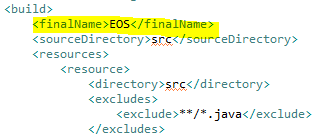 <build>
<finalName>EOS</finalName>
<sourceDirectory>src</sourceDirectory>
<resources>
<resource>
<directory>src</directory>
<excludes>
<exclude>**/*.java</exclude>
</excludes>